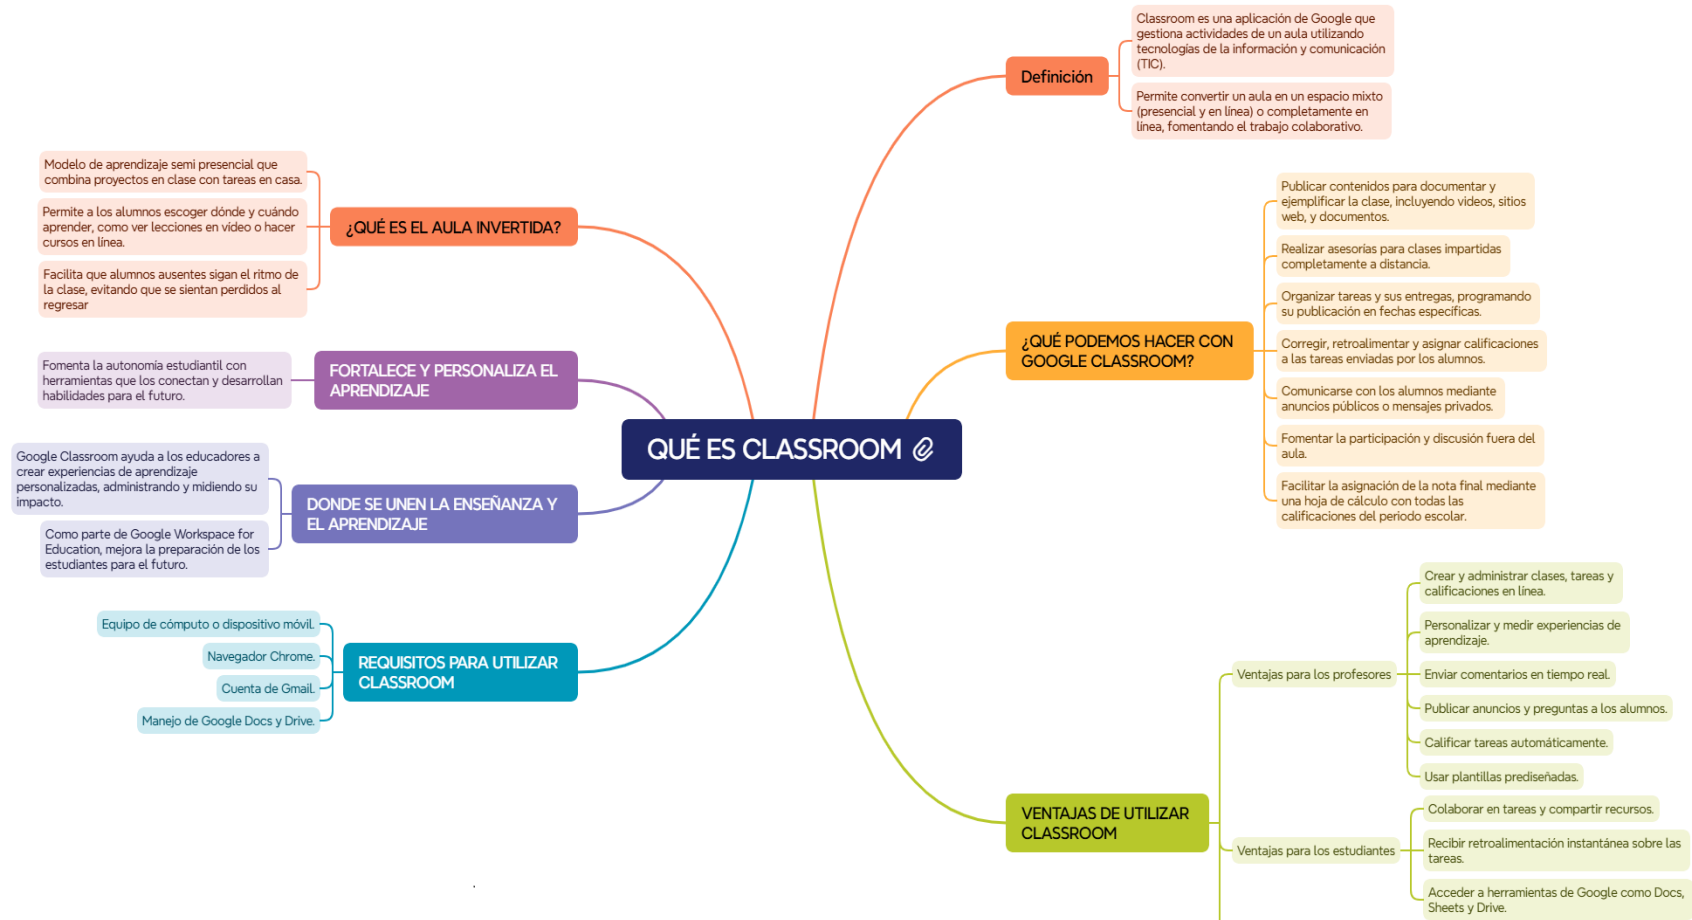 QUÉ ES CLASSROOM
Definición
Classroom es una aplicación de Google que
gestiona actividades de un aula utilizando
tecnologías de la información y comunicación
(TIC).
Permite convertir un aula en un espacio mixto
(presencial y en línea) o completamente en
línea, fomentando el trabajo colaborativo.
¿QUÉ PODEMOS HACER CON
GOOGLE CLASSROOM?
Publicar contenidos para documentar y
ejemplificar la clase, incluyendo videos, sitios
web, y documentos.
Realizar asesorías para clases impartidas
completamente a distancia.
Organizar tareas y sus entregas, programando
su publicación en fechas específicas.
Corregir, retroalimentar y asignar calificaciones
a las tareas enviadas por los alumnos.
Comunicarse con los alumnos mediante
anuncios públicos o mensajes privados.
Fomentar la participación y discusión fuera del
aula.
Facilitar la asignación de la nota final mediante
una hoja de cálculo con todas las
calificaciones del periodo escolar.
VENTAJAS DE UTILIZAR
CLASSROOM
Ventajas para los profesores
Crear y administrar clases, tareas y
calificaciones en línea.
Personalizar y medir experiencias de
aprendizaje.
Enviar comentarios en tiempo real.
Publicar anuncios y preguntas a los alumnos.
Calificar tareas automáticamente.
Usar plantillas prediseñadas.
Ventajas para los estudiantes
Colaborar en tareas y compartir recursos.
Recibir retroalimentación instantánea sobre las
tareas.
Acceder a herramientas de Google como Docs,
Sheets y Drive.
¿QUÉ ES EL AULA INVERTIDA?
Modelo de aprendizaje semi presencial que
combina proyectos en clase con tareas en casa.
Permite a los alumnos escoger dónde y cuándo
aprender, como ver lecciones en vídeo o hacer
cursos en línea.
Facilita que alumnos ausentes sigan el ritmo de
la clase, evitando que se sientan perdidos al
regresar
FORTALECE Y PERSONALIZA EL
APRENDIZAJE
Fomenta la autonomía estudiantil con
herramientas que los conectan y desarrollan
habilidades para el futuro.
DONDE SE UNEN LA ENSEÑANZA Y
EL APRENDIZAJE
Google Classroom ayuda a los educadores a
crear experiencias de aprendizaje
personalizadas, administrando y midiendo su
impacto.
Como parte de Google Workspace for
Education, mejora la preparación de los
estudiantes para el futuro.
REQUISITOS PARA UTILIZAR
CLASSROOM
Equipo de cómputo o dispositivo móvil.
Navegador Chrome.
Cuenta de Gmail.
Manejo de Google Docs y Drive.